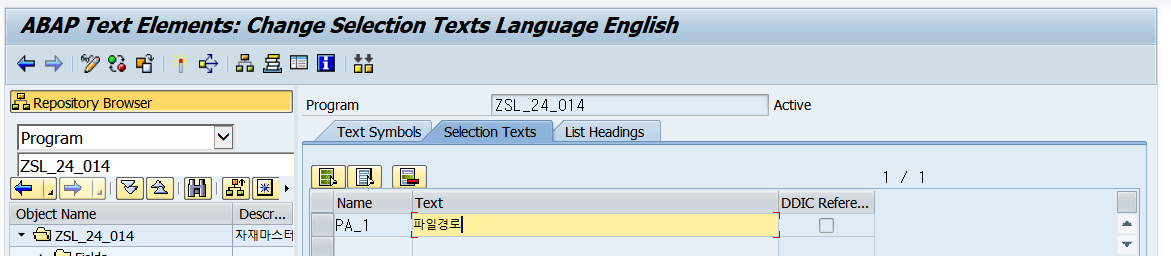 ABAP Text Elements: Change Selection Texts Language English
Repository Browser
Program
ZSL_24_014
Object Name Descr...
ZSL_24_014 자재마스터
Program ZSL_24_014 Active
Text Symbols Selection Texts List Headings
1 / 1
Name Text DDIC Refere...
PA_1 파일경로